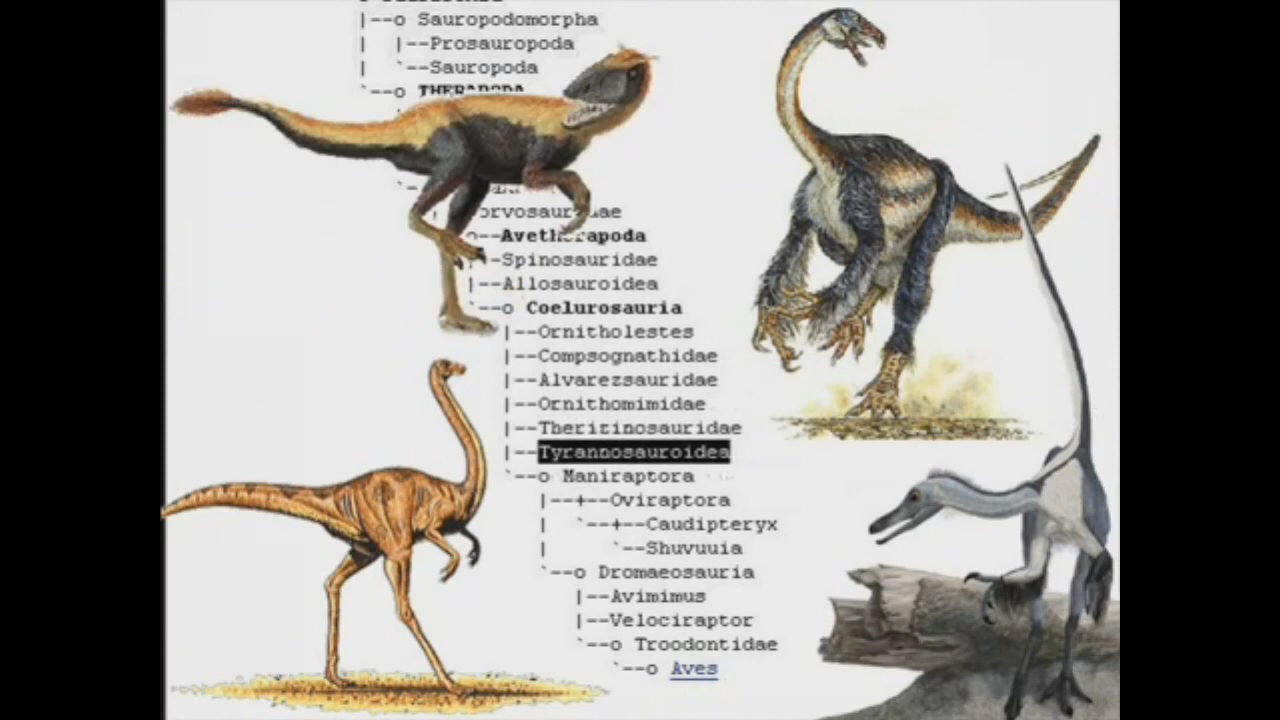 |--o Sauropodomorpha
| |--Prosauropoda
| `--Sauropoda
`--o THERAPODA
orvosauridae
o--Avetherapoda
--Spinosauridae
|--Allosauroidea
`--o Coelurosauria
|--Ornitholestes
|--Compsognathidae
|--Alvarezsauridae
|--Ornithomimidae
|--Therizinosauridae
|--Tyrannosauroidea
`--o Maniraptora
|--+--Oviraptora
| `--+--Caudipteryx
| `--Shuvuuia
`--o Dromaeosauria
|--Avimimus
|--Velociraptor
`--o Troodontidae
`--o Aves